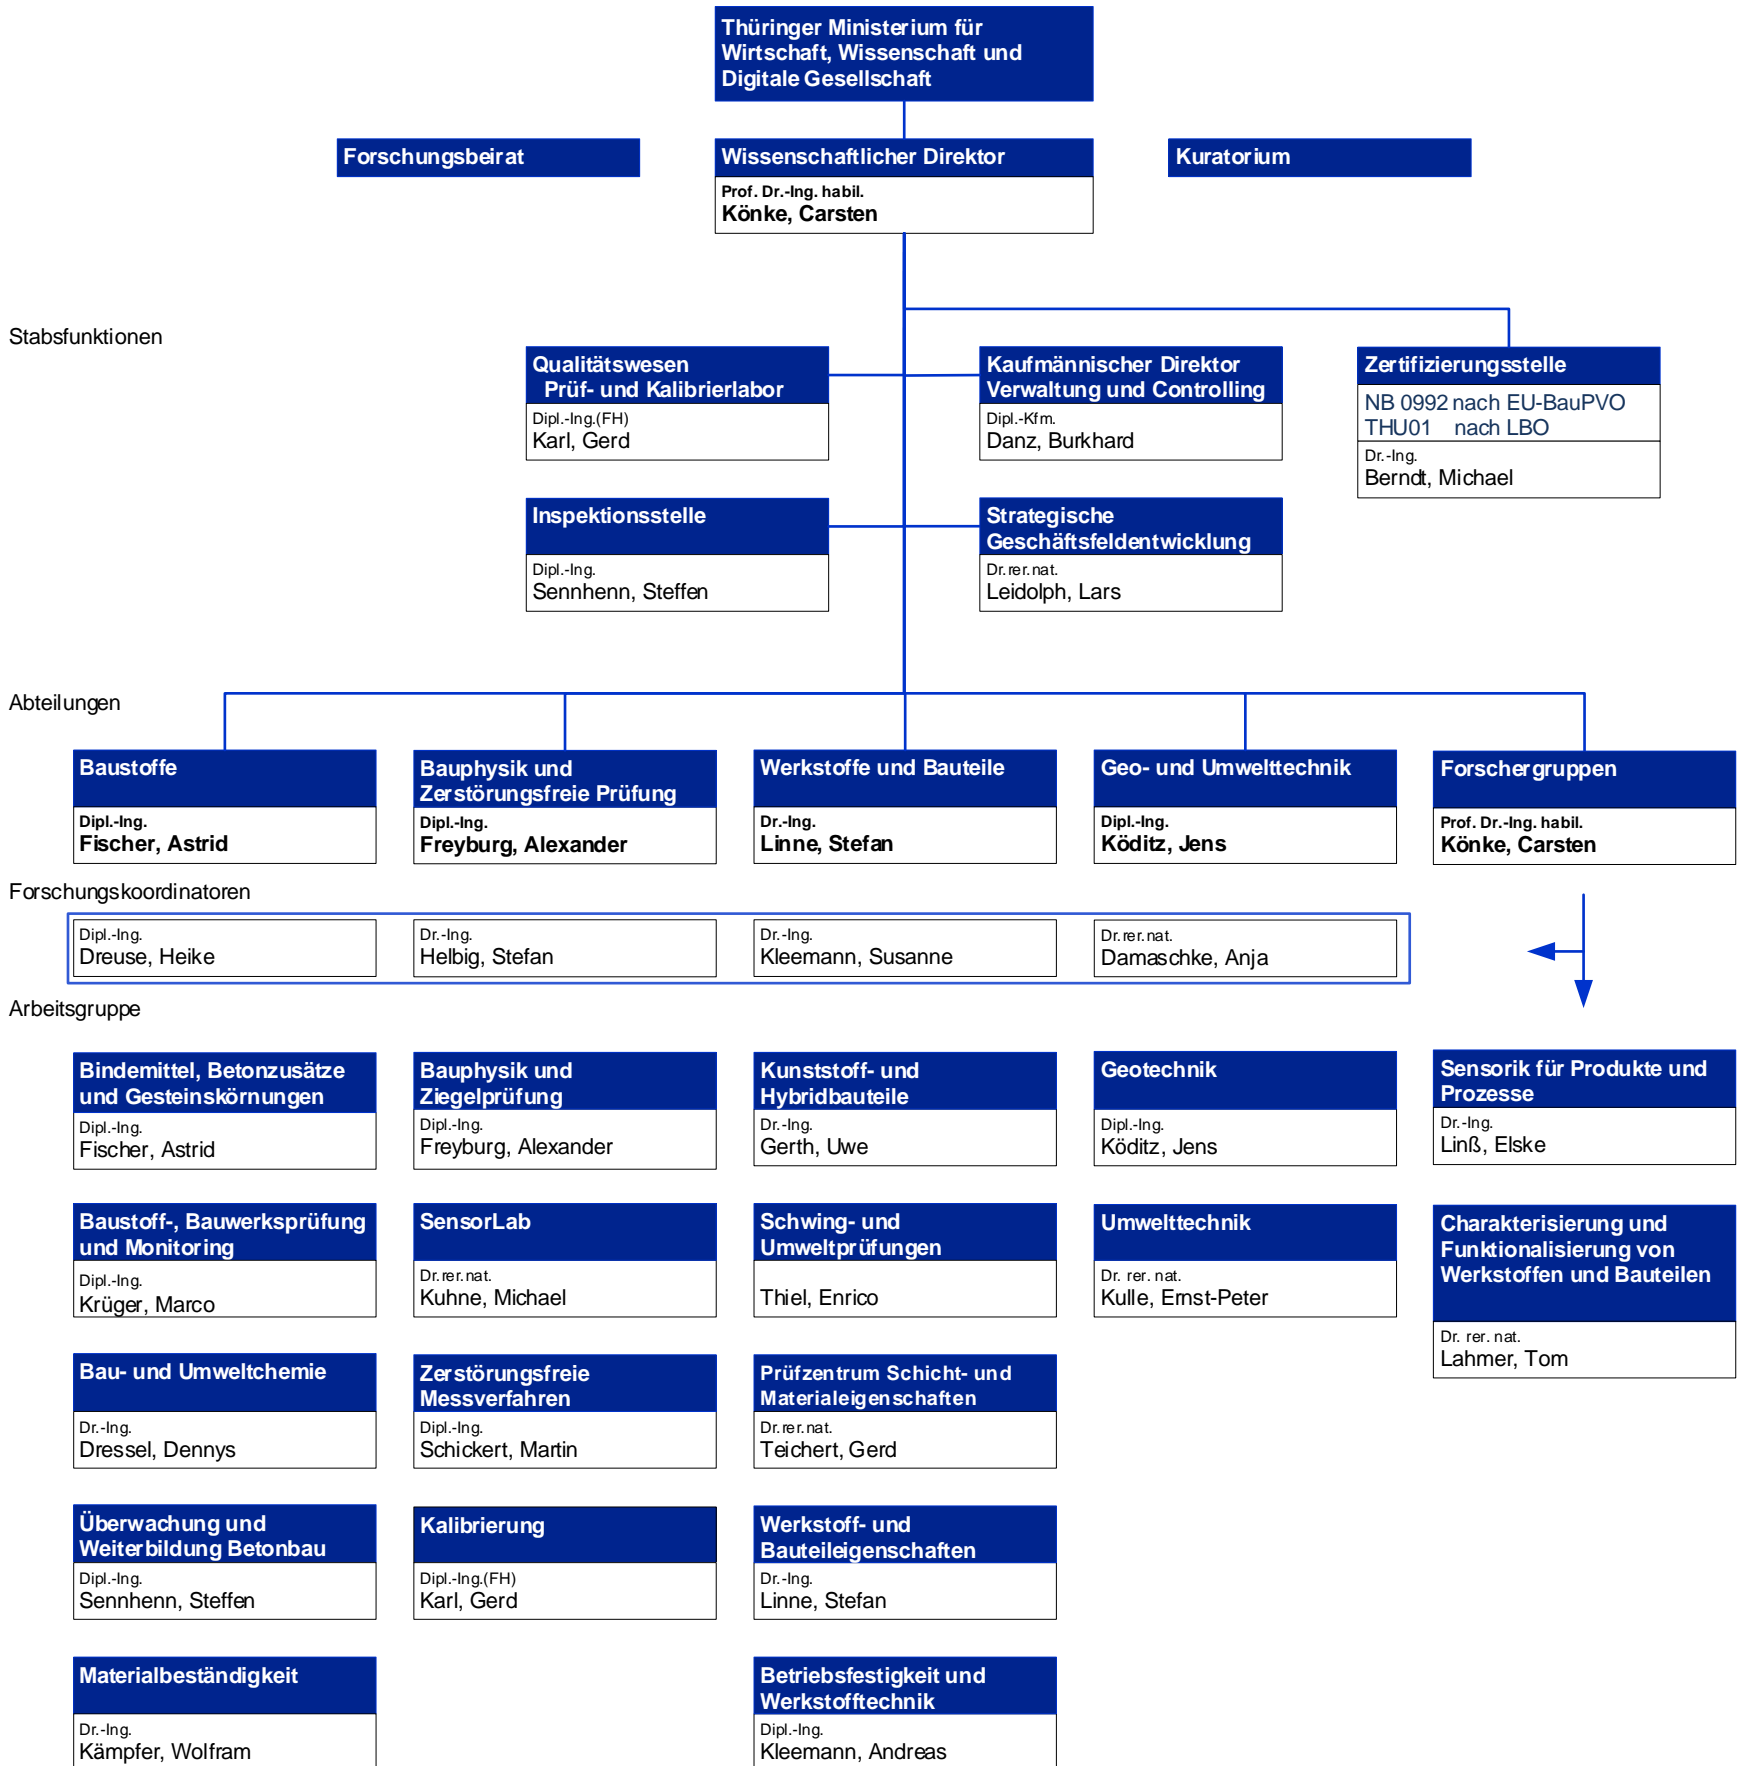 Thüringer Ministerium für
Wirtschaft, Wissenschaft und
Digitale Gesellschaft
Forschungsbeirat
Wissenschaftlicher Direktor
Prof. Dr.-Ing. habil.
Könke, Carsten
Kuratorium
Stabsfunktionen
Qualitätswesen
Prüf- und Kalibrierlabor
Dipl.-Ing.(FH)
Karl, Gerd
Kaufmännischer Direktor
Verwaltung und Controlling
Dipl.-Kfm.
Danz, Burkhard
Zertifizierungsstelle
NB 0992 nach EU-BauPVO
THU01 nach LBO
Dr.-Ing.
Berndt, Michael
Inspektionsstelle
Dipl.-Ing.
Sennhenn, Steffen
Strategische
Geschäftsfeldentwicklung
Dr.rer.nat.
Leidolph, Lars
Abteilungen
Baustoffe
Dipl.-Ing.
Fischer, Astrid
Bauphysik und
Zerstörungsfreie Prüfung
Dipl.-Ing.
Freyburg, Alexander
Werkstoffe und Bauteile
Dr.-Ing.
Linne, Stefan
Geo- und Umwelttechnik
Dipl.-Ing.
Köditz, Jens
Forschergruppen
Prof. Dr.-Ing. habil.
Könke, Carsten
Forschungskoordinatoren
Dipl.-Ing.
Dreuse, Heike
Dr.-Ing.
Helbig, Stefan
Dr.-Ing.
Kleemann, Susanne
Dr.rer.nat.
Damaschke, Anja
Arbeitsgruppe
Bindemittel, Betonzusätze
und Gesteinskörnungen
Dipl.-Ing.
Fischer, Astrid
Bauphysik und
Ziegelprüfung
Dipl.-Ing.
Freyburg, Alexander
Kunststoff- und
Hybridbauteile
Dr.-Ing.
Gerth, Uwe
Geotechnik
Dipl.-Ing.
Köditz, Jens
Sensorik für Produkte und
Prozesse
Dr.-Ing.
Linß, Elske
Baustoff-, Bauwerksprüfung
und Monitoring
Dipl.-Ing.
Krüger, Marco
SensorLab
Dr.rer.nat.
Kuhne, Michael
Schwing- und
Umweltprüfungen
Thiel, Enrico
Umwelttechnik
Dr. rer. nat.
Kulle, Ernst-Peter
Charakterisierung und
Funktionalisierung von
Werkstoffen und Bauteilen
Dr. rer. nat.
Lahmer, Tom
Bau- und Umweltchemie
Dr.-Ing.
Dressel, Dennys
Zerstörungsfreie
Messverfahren
Dipl.-Ing.
Schickert, Martin
Prüfzentrum Schicht- und
Materialeigenschaften
Dr.rer.nat.
Teichert, Gerd
Überwachung und
Weiterbildung Betonbau
Dipl.-Ing.
Sennhenn, Steffen
Kalibrierung
Dipl.-Ing.(FH)
Karl, Gerd
Werkstoff- und
Bauteileigenschaften
Dr.-Ing.
Linne, Stefan
Materialbeständigkeit
Dr.-Ing.
Kämpfer, Wolfram
Betriebsfestigkeit und
Werkstofftechnik
Dipl.-Ing.
Kleemann, Andreas